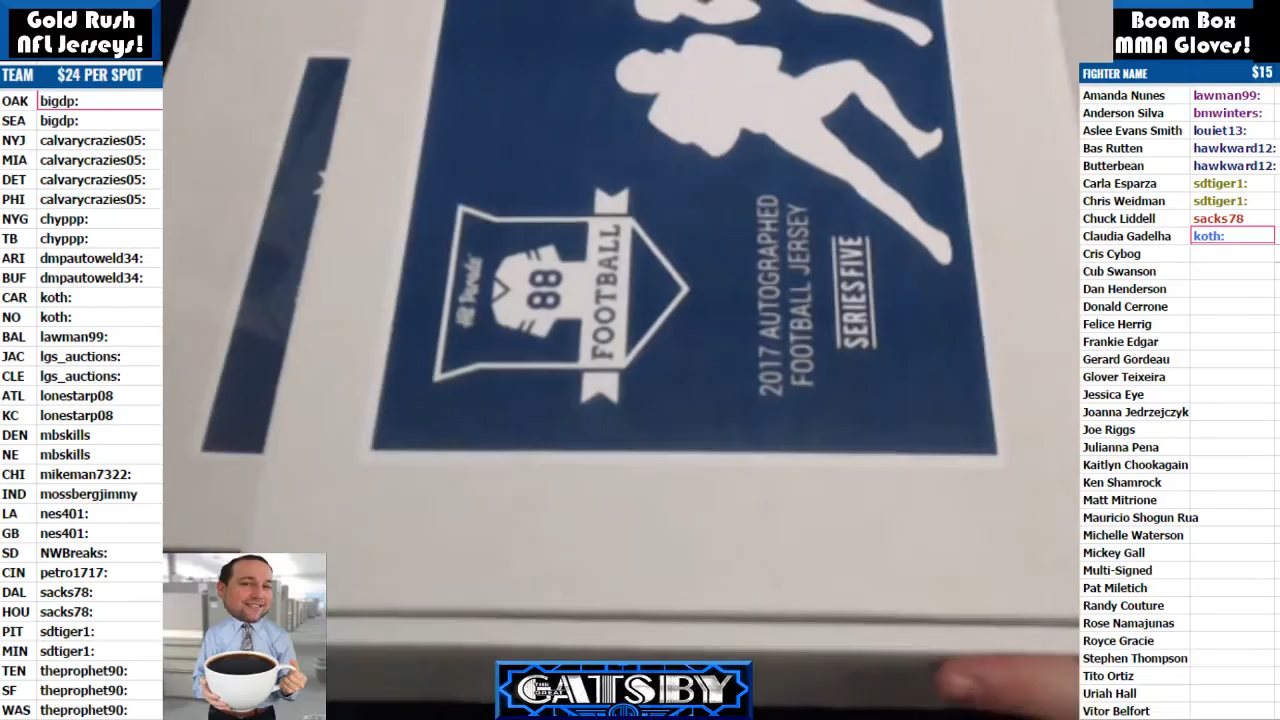 Gold Rush
NFL Jerseys!
TEAM $24 PER SPOT
OAK bigdp:
SEA bigdp:
NYJ calvarycrazies05:
MIA calvarycrazies05:
DET calvarycrazies05:
PHI calvarycrazies05:
NYG chyppp:
TB chyppp:
ARI dmpautoweld34:
BUF dmpautoweld34:
CAR koth:
NO koth:
BAL lawman99:
JAC lgs_auctions:
CLE lgs_auctions:
ATL lonestarp08
KC lonestarp08
DEN mbskills
NE mbskills
CHI mikeman7322:
IND mossbergjimmy
LA nes401:
GB nes401:
SD NWBreaks:
CIN petro1717:
DAL sacks78:
HOU sacks78:
PIT sdtiger1:
MIN sdtiger1:
TEN theprophet90:
SF theprophet90:
WAS theprophet90:
88
FOOTBALL
2017 AUTOGRAPHED
FOOTBALL JERSEY
SERIES FIVE
THE GREAT
GATSBY
Boom Box
MMA Gloves!
FIGHTER NAME $15
Amanda Nunes lawman99:
Anderson Silva bmwinters:
Aslee Evans Smith louiet13:
Bas Rutten hawkward12:
Butterbean hawkward12:
Carla Esparza sdtiger1:
Chris Weidman sdtiger1:
Chuck Liddell sacks78
Claudia Gadelha koth:
Cris Cybog
Cub Swanson
Dan Henderson
Donald Cerrone
Felice Herrig
Frankie Edgar
Gerard Gordeau
Glover Teixeira
Jessica Eye
Joanna Jedrzejczyk
Joe Riggs
Julianna Pena
Kaitlyn Chookagain
Ken Shamrock
Matt Mitrione
Mauricio Shogun Rua
Michelle Waterson
Mickey Gall
Multi-Signed
Pat Miletich
Randy Couture
Rose Namajunas
Royce Gracie
Stephen Thompson
Tito Ortiz
Uriah Hall
Vitor Belfort